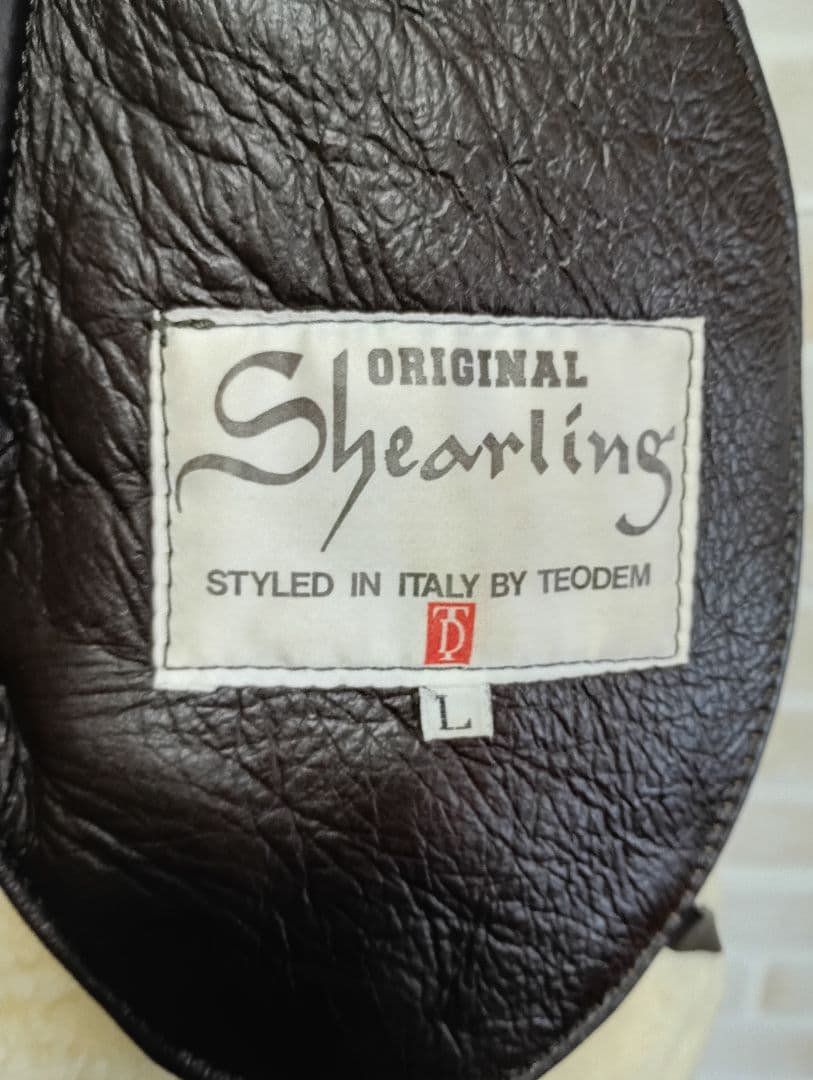 ORIGINAL
Shearling
STYLED IN ITALY BY TEODEM
TD
L